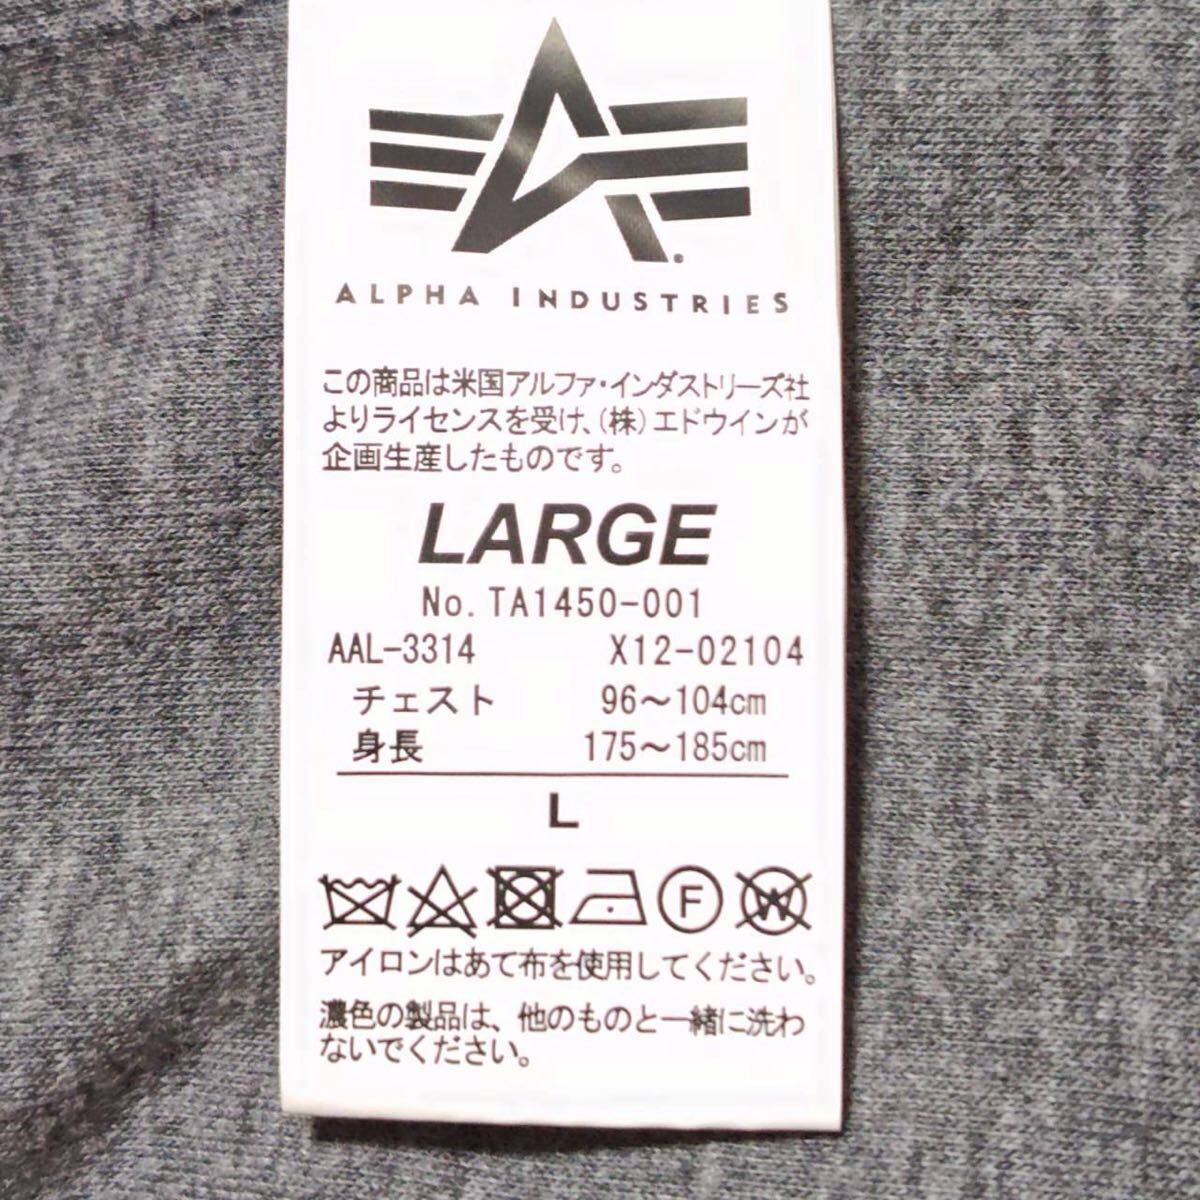 ALPHA INDUSTRIES
この商品は米国アルファ・インダストリーズ社
よりライセンスを受け、(株)エドウインが
企画生産したものです。
LARGE
No. TA1450-001
AAL-3314 X12-02104
チェスト 96～104cm
身長 175～185cm
L
F W
アイロンはあて布を使用してください。
濃色の製品は、他のものと一緒に洗わ
ないでください。